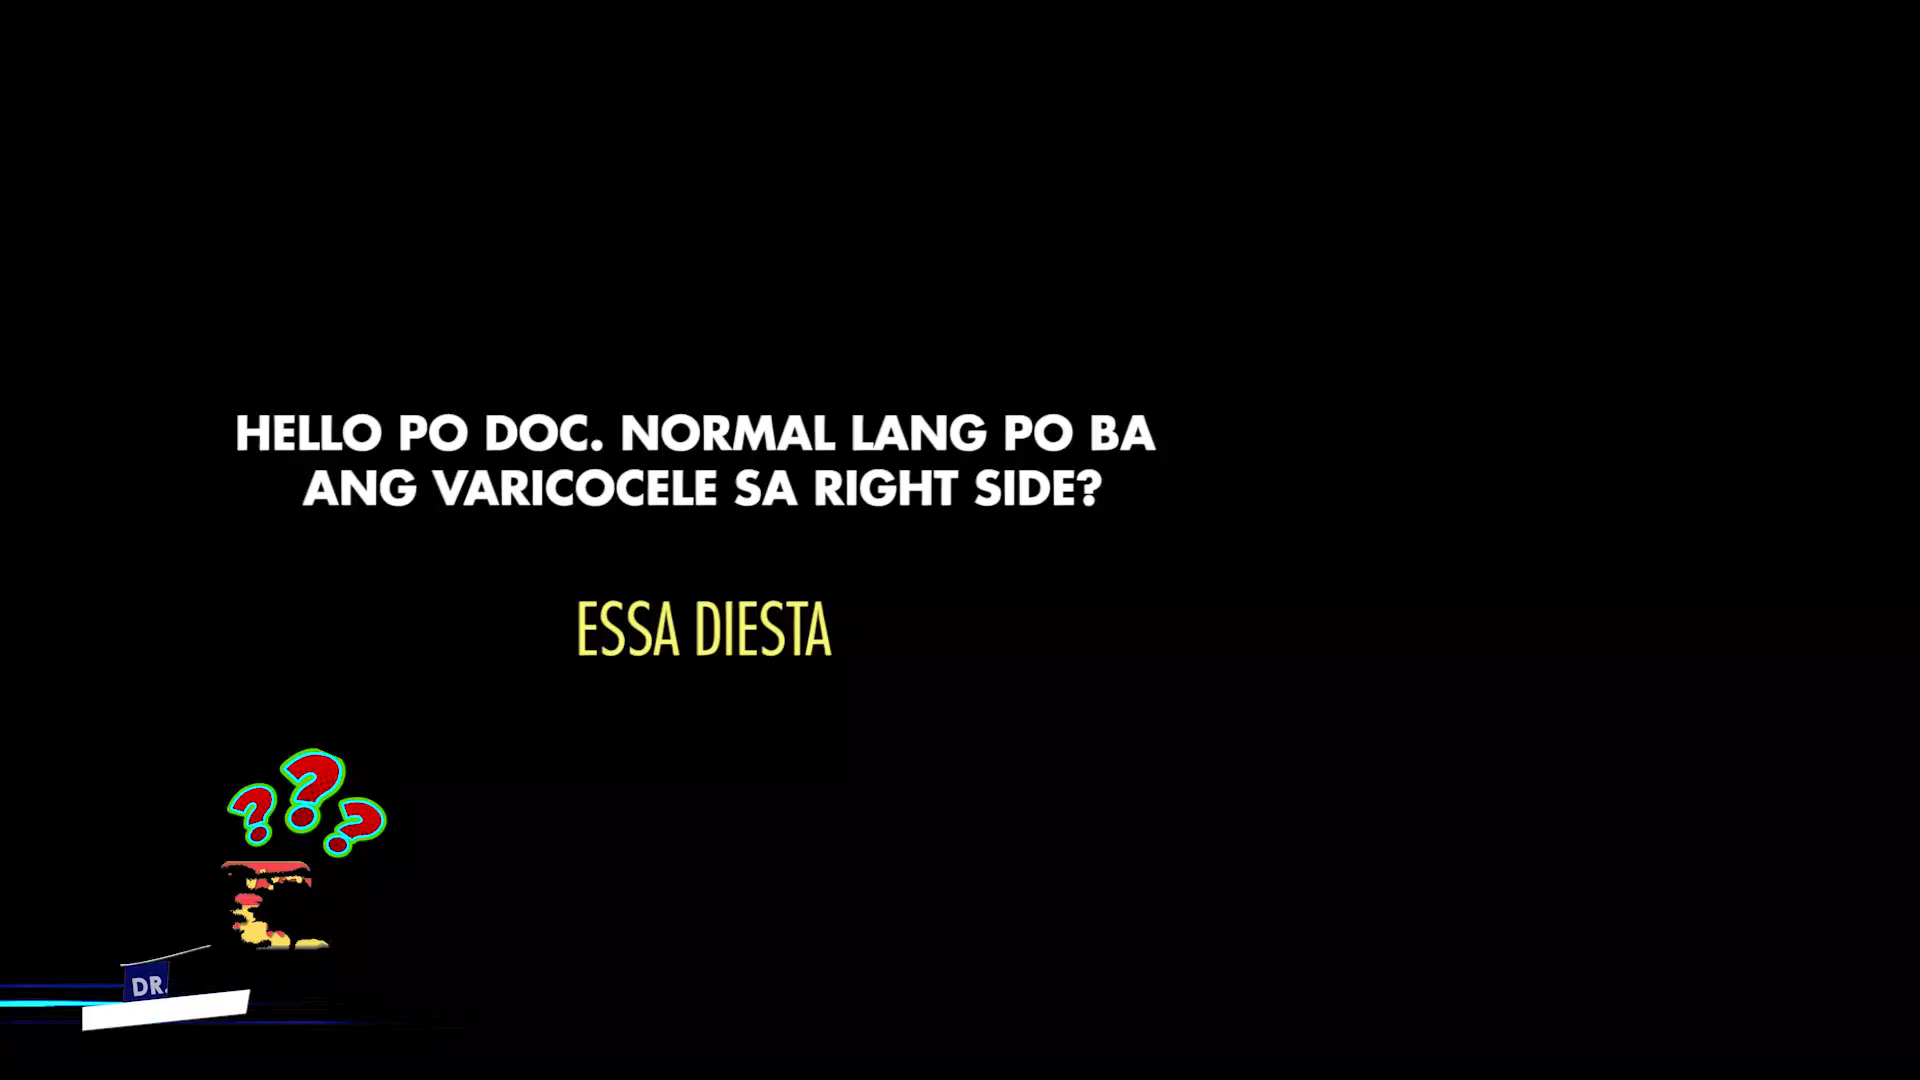 HELLO PO DOC. NORMAL LANG PO BA
ANG VARICOCELE SA RIGHT SIDE?
ESSA DIESTA
DR.